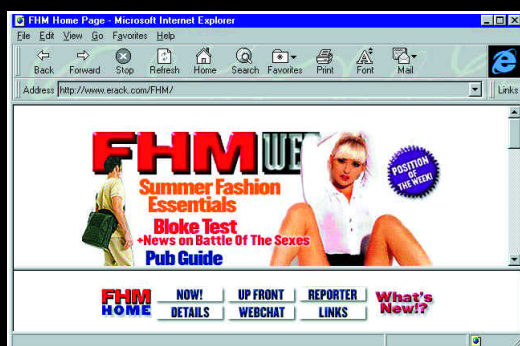 FHM Home Page - Microsoft Internet Explorer
File Edit View Go Favorites Help
Back Forward Stop Refresh Home Search Favorites Print Font Mail
Address http://www.erack.com/FHM/ Links
FHM WEB
POSITION
OF
THE WEEK!
Summer Fashion
Essentials
Bloke Test
+News on Battle Of The Sexes
Pub Guide
FHM NOW! UP FRONT REPORTER What's
HOME DETAILS WEBCHAT LINKS New!?